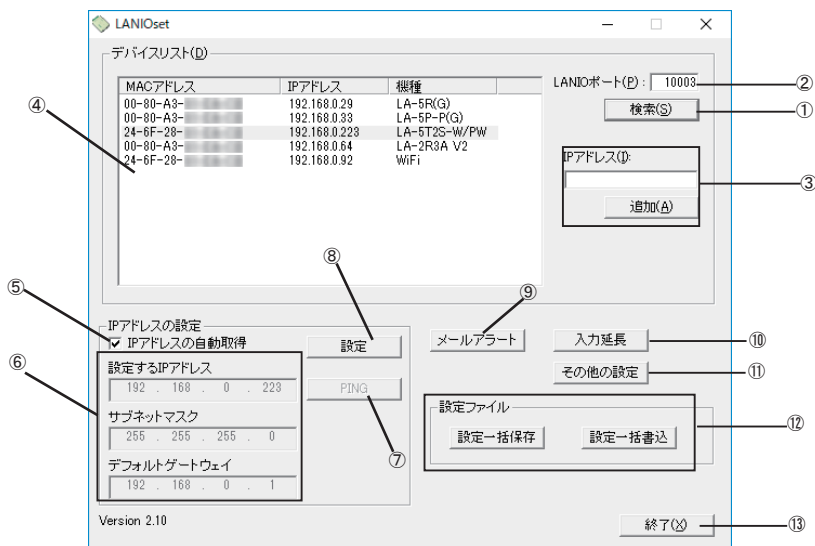 LANIOset
デバイスリスト(D)
MACアドレス IPアドレス 機種
00-80-A3- 192.168.0.29 LA-5R(G)
00-80-A3- 192.168.0.33 LA-5P-P(G)
24-6F-28- 192.168.0.223 LA-5T2S-W/PW
00-80-A3- 192.168.0.64 LA-2R3A V2
24-6F-28- 192.168.0.92 WiFi
④
LANIOポート(P): 10003 ②
検索(S) ①
IPアドレス(I):
追加(A)
③
⑤
IPアドレスの設定
IPアドレスの自動取得
⑧
設定
⑥
設定するIPアドレス
192 . 168 . 0 . 223
PING
⑦
サブネットマスク
255 . 255 . 255 . 0
デフォルトゲートウェイ
192 . 168 . 0 . 1
⑨
メールアラート
入力延長 ⑩
その他の設定 ⑪
設定ファイル
設定一括保存 設定一括書込
⑫
Version 2.10
終了(X) ⑬